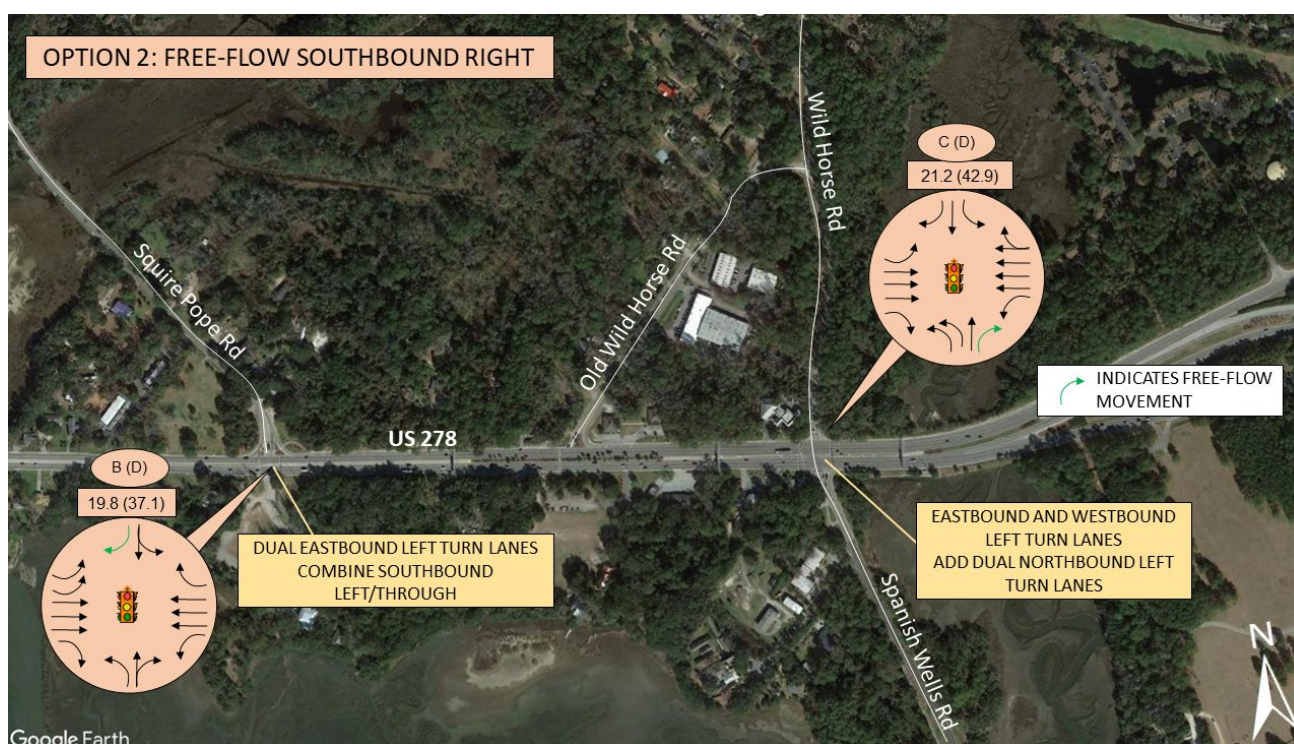 OPTION 2: FREE-FLOW SOUTHBOUND RIGHT
C (D)
21.2 (42.9)
Wild Horse Rd
Squire Pope Rd
Old Wild Horse Rd
INDICATES FREE-FLOW
MOVEMENT
US 278
B (D)
19.8 (37.1)
DUAL EASTBOUND LEFT TURN LANES
COMBINE SOUTHBOUND
LEFT/THROUGH
EASTBOUND AND WESTBOUND
LEFT TURN LANES
ADD DUAL NORTHBOUND LEFT
TURN LANES
Spanish Wells Rd
N
Google Earth